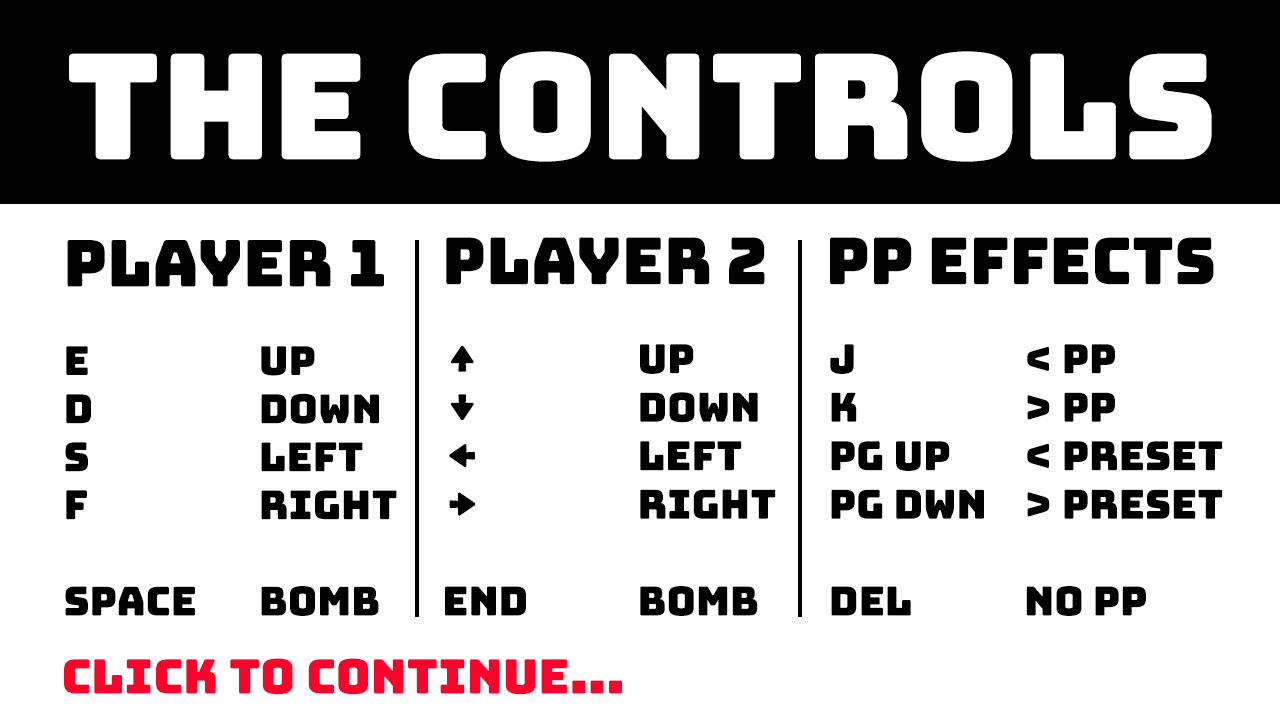 THE CONTROLS
PLAYER 1
E UP
D DOWN
S LEFT
F RIGHT
SPACE BOMB
PLAYER 2
↑ UP
↓ DOWN
← LEFT
→ RIGHT
END BOMB
PP EFFECTS
J < PP
K > PP
PG UP < PRESET
PG DWN > PRESET
DEL NO PP
CLICK TO CONTINUE...